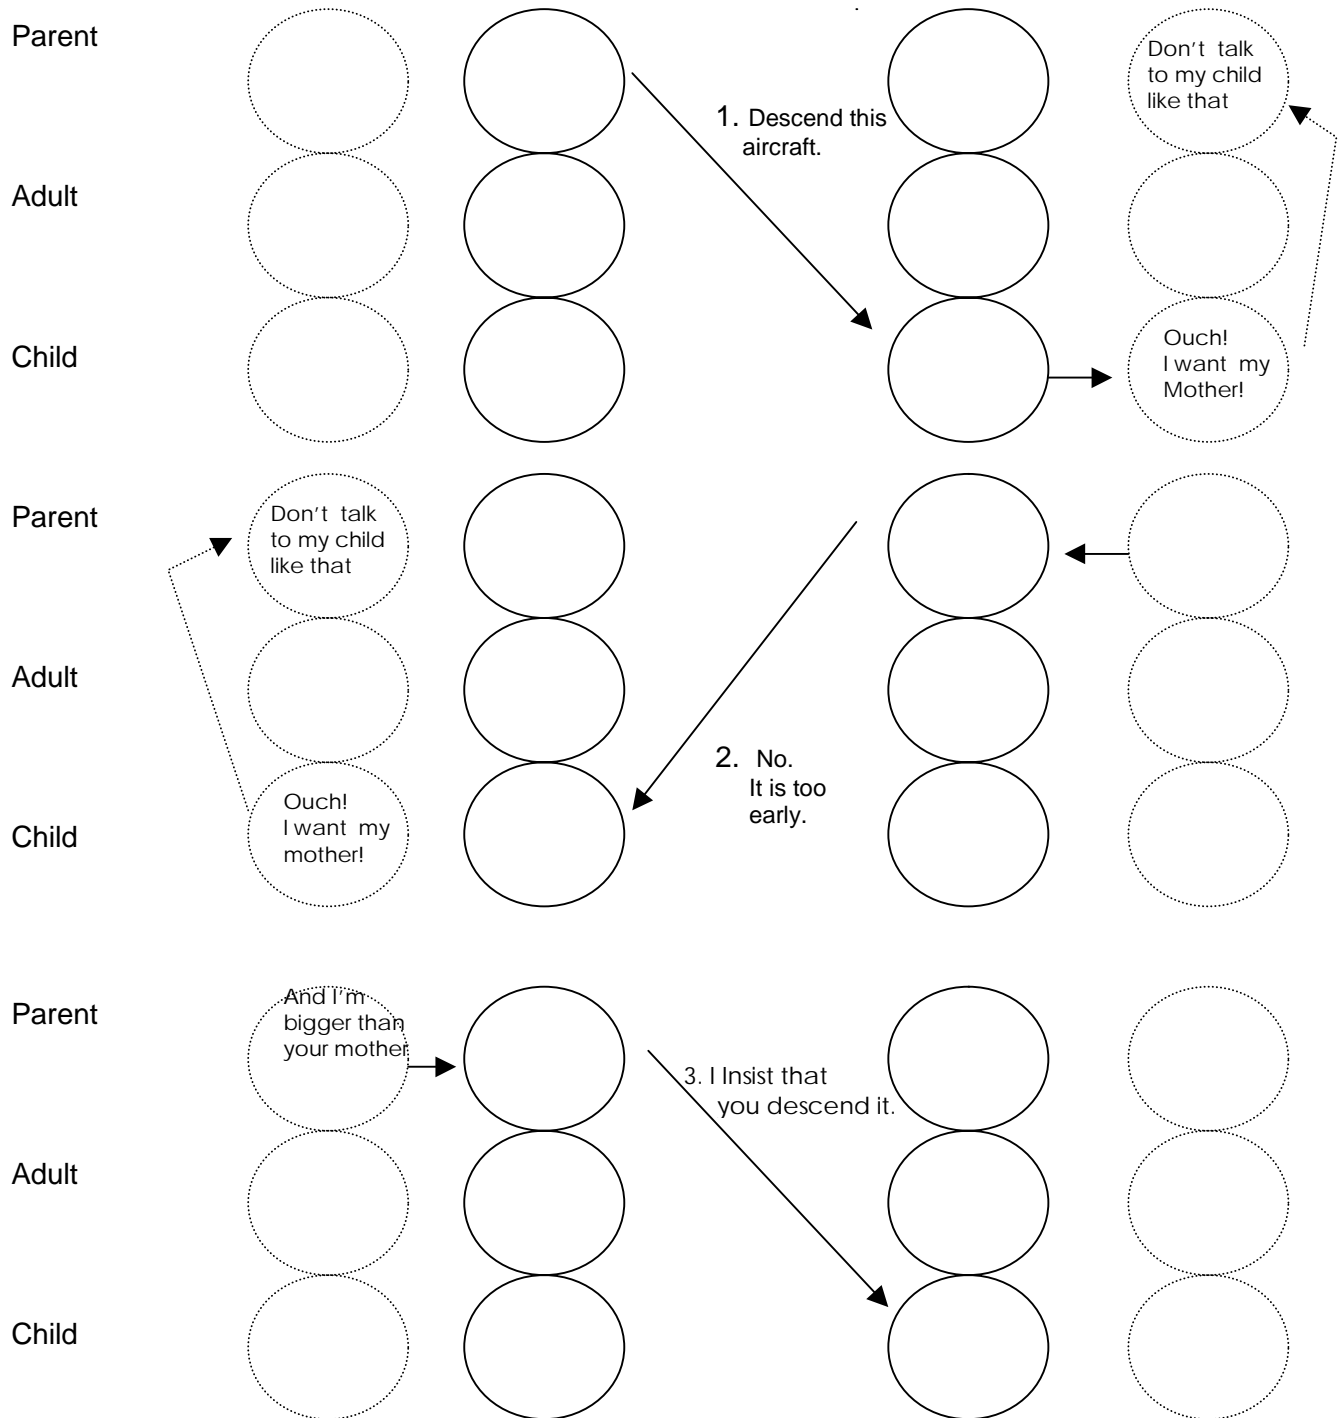 Parent
Don't talk
to my child
like that
1. Descend this
aircraft.
Adult
Child
Ouch!
I want my
Mother!
Parent
Don't talk
to my child
like that
Adult
2. No.
It is too
early.
Child
Ouch!
I want my
mother!
Parent
And I'm
bigger than
your mother
3. I Insist that
you descend it.
Adult
Child